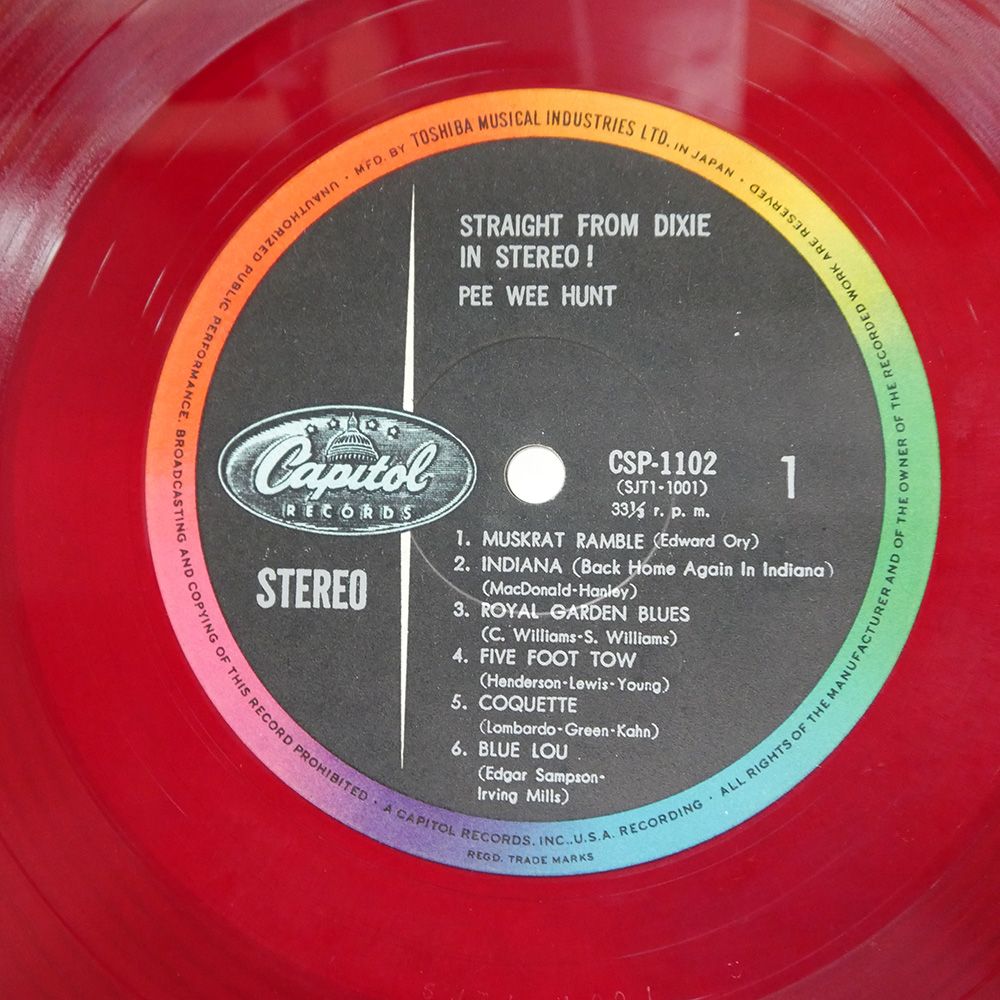 MFD. BY TOSHIBA MUSICAL INDUSTRIES LTD. IN JAPAN · ALL RIGHTS OF THE MANUFACTURER AND OF THE OWNER OF THE RECORDED WORK ARE RESERVED
UNAUTHORIZED PUBLIC PERFORMANCE. BROADCASTING AND COPYING OF THIS RECORD PROHIBITED · A CAPITOL RECORDS, INC.,U.S.A. RECORDING ·
REGD. TRADE MARKS
STRAIGHT FROM DIXIE
IN STEREO!
PEE WEE HUNT
Capitol
RECORDS
STEREO
CSP-1102
(SJT1-1001)
33⅓ r. p. m.
1
1. MUSKRAT RAMBLE (Edward Ory)
2. INDIANA (Back Home Again In Indiana)
(MacDonald-Hanley)
3. ROYAL GARDEN BLUES
(C. Williams-S. Williams)
4. FIVE FOOT TOW
(Henderson-Lewis-Young)
5. COQUETTE
(Lombardo-Green-Kahn)
6. BLUE LOU
(Edgar Sampson-
Irving Mills)